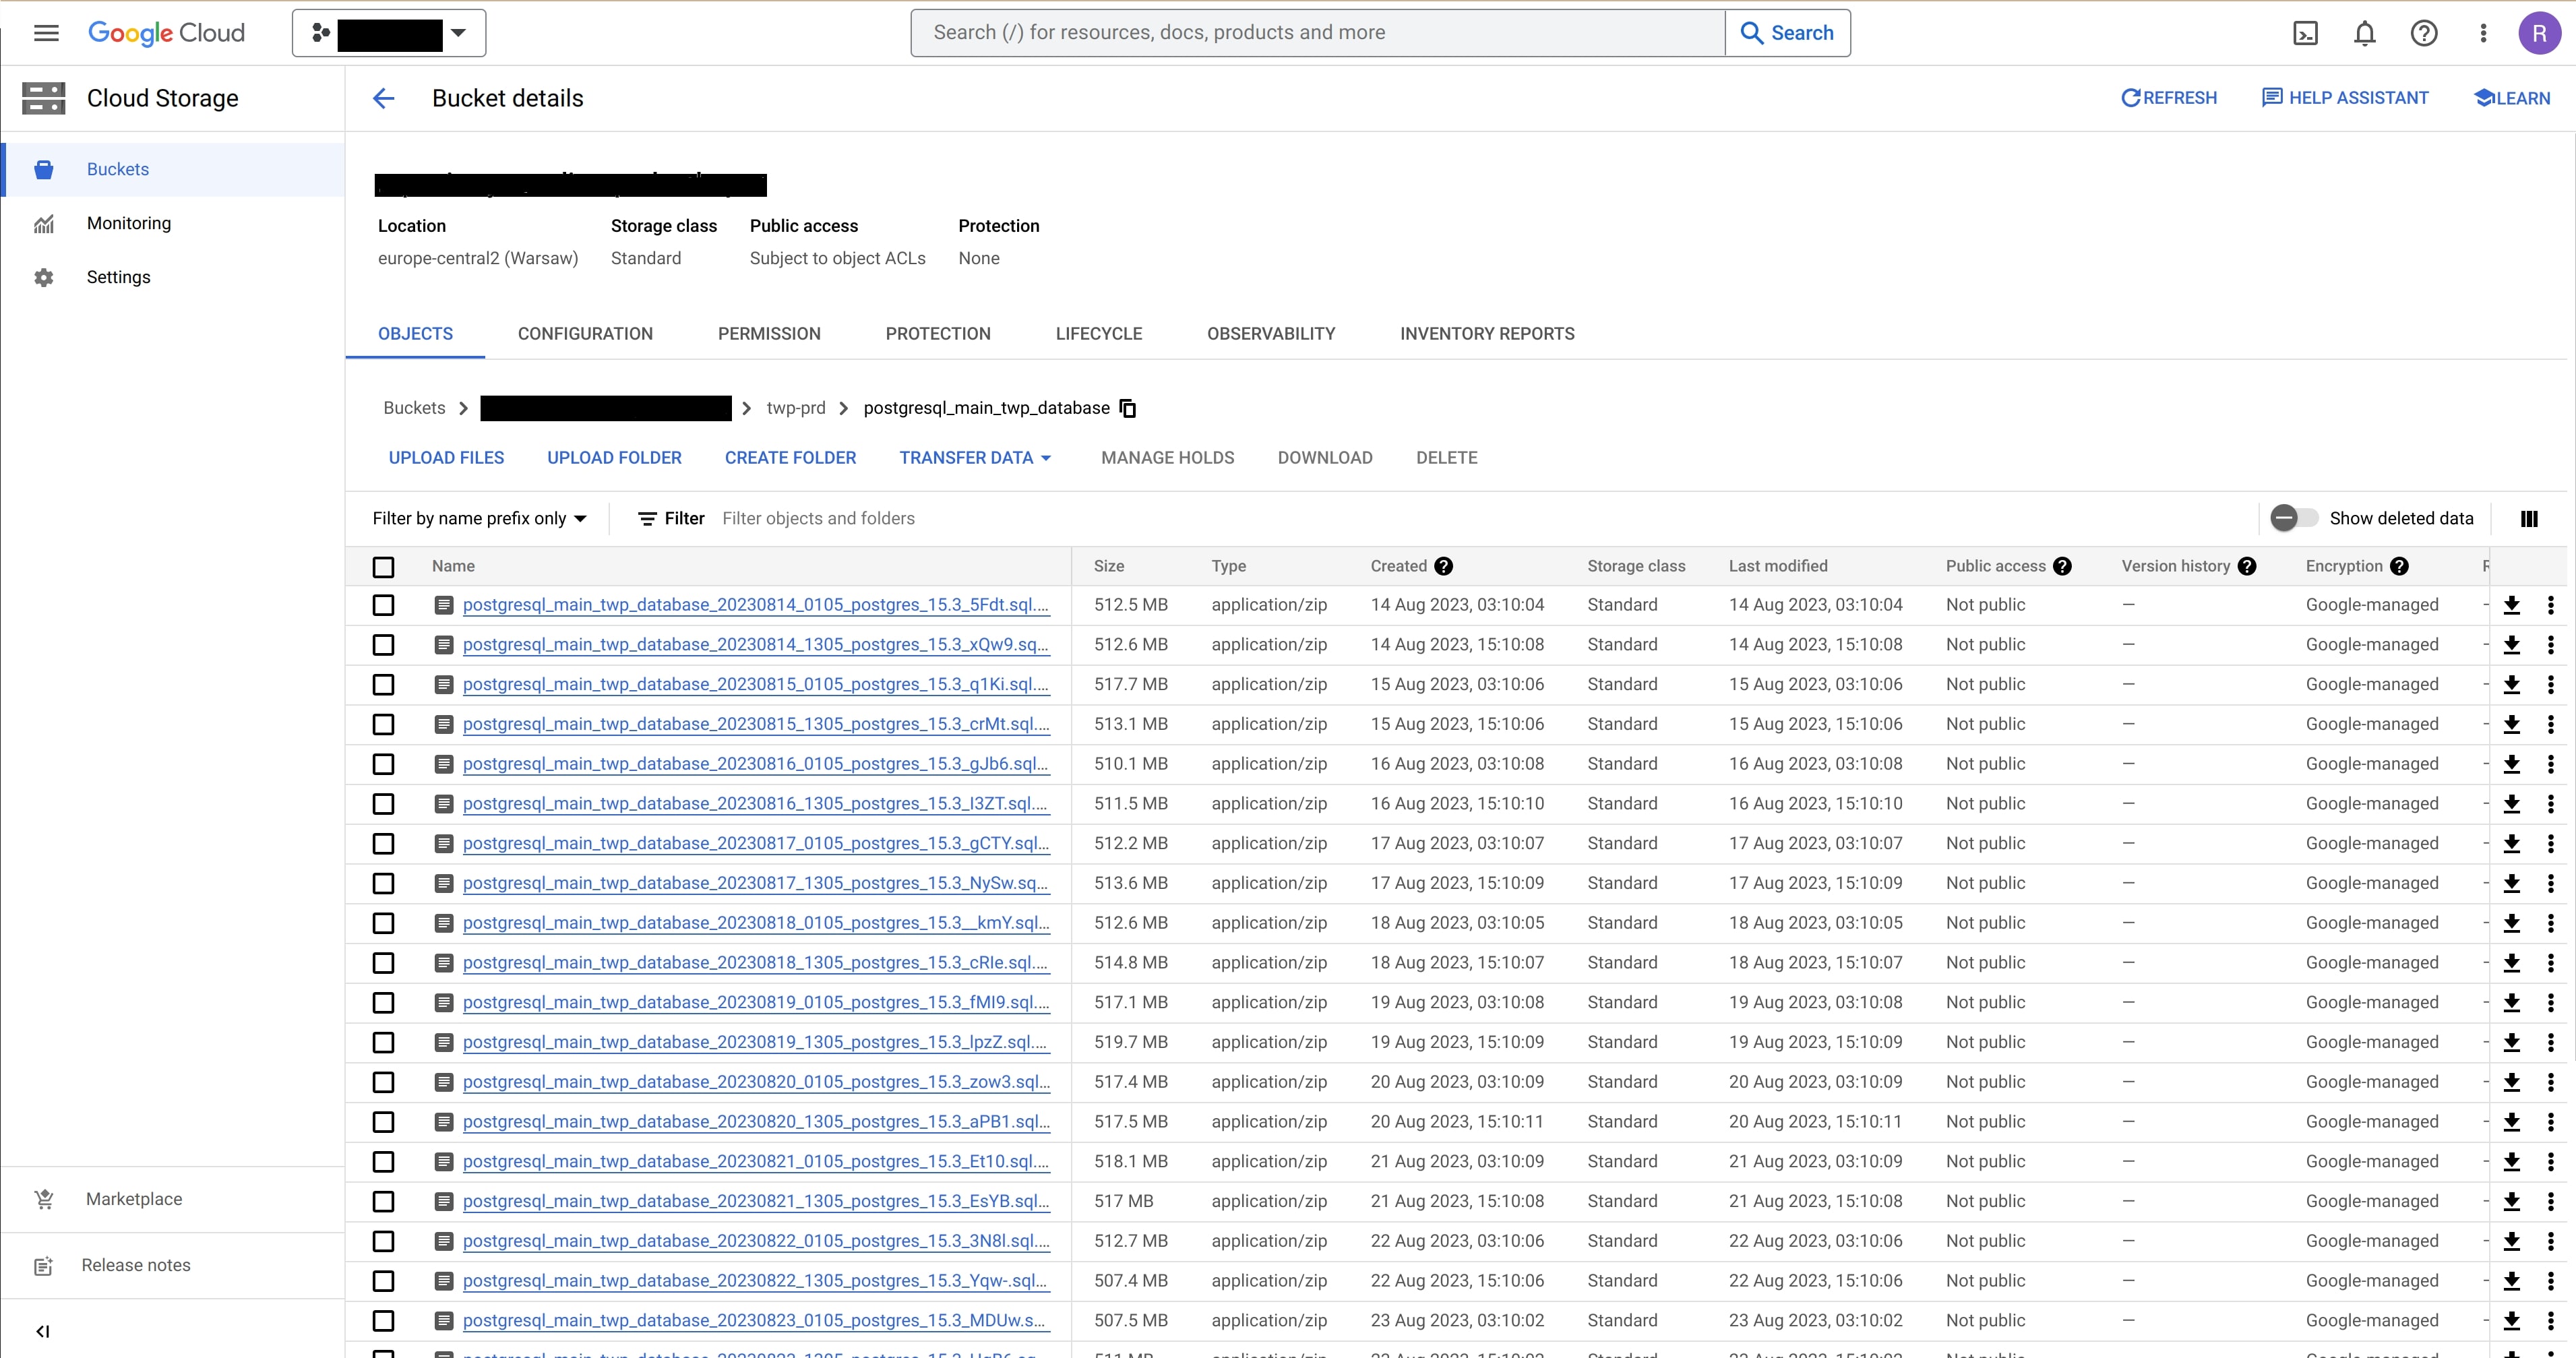 Google Cloud
Search (/) for resources, docs, products and more
Search
R
Cloud Storage
Bucket details
REFRESH
HELP ASSISTANT
LEARN
Buckets
Monitoring
Settings
Marketplace
Release notes
Location
Storage class
Public access
Protection
europe-central2 (Warsaw)
Standard
Subject to object ACLs
None
OBJECTS
CONFIGURATION
PERMISSION
PROTECTION
LIFECYCLE
OBSERVABILITY
INVENTORY REPORTS
Buckets > > twp-prd > postgresql_main_twp_database
UPLOAD FILES
UPLOAD FOLDER
CREATE FOLDER
TRANSFER DATA
MANAGE HOLDS
DOWNLOAD
DELETE
Filter by name prefix only
Filter
Filter objects and folders
Show deleted data
Name Size Type Created Storage class Last modified Public access Version history Encryption
postgresql_main_twp_database_20230814_0105_postgres_15.3_5Fdt.sql.... 512.5 MB application/zip 14 Aug 2023, 03:10:04 Standard 14 Aug 2023, 03:10:04 Not public — Google-managed
postgresql_main_twp_database_20230814_1305_postgres_15.3_xQw9.sq... 512.6 MB application/zip 14 Aug 2023, 15:10:08 Standard 14 Aug 2023, 15:10:08 Not public — Google-managed
postgresql_main_twp_database_20230815_0105_postgres_15.3_q1Ki.sql.... 517.7 MB application/zip 15 Aug 2023, 03:10:06 Standard 15 Aug 2023, 03:10:06 Not public — Google-managed
postgresql_main_twp_database_20230815_1305_postgres_15.3_crMt.sql.... 513.1 MB application/zip 15 Aug 2023, 15:10:06 Standard 15 Aug 2023, 15:10:06 Not public — Google-managed
postgresql_main_twp_database_20230816_0105_postgres_15.3_gJb6.sql... 510.1 MB application/zip 16 Aug 2023, 03:10:08 Standard 16 Aug 2023, 03:10:08 Not public — Google-managed
postgresql_main_twp_database_20230816_1305_postgres_15.3_I3ZT.sql.... 511.5 MB application/zip 16 Aug 2023, 15:10:10 Standard 16 Aug 2023, 15:10:10 Not public — Google-managed
postgresql_main_twp_database_20230817_0105_postgres_15.3_gCTY.sql... 512.2 MB application/zip 17 Aug 2023, 03:10:07 Standard 17 Aug 2023, 03:10:07 Not public — Google-managed
postgresql_main_twp_database_20230817_1305_postgres_15.3_NySw.sq... 513.6 MB application/zip 17 Aug 2023, 15:10:09 Standard 17 Aug 2023, 15:10:09 Not public — Google-managed
postgresql_main_twp_database_20230818_0105_postgres_15.3__kmY.sql... 512.6 MB application/zip 18 Aug 2023, 03:10:05 Standard 18 Aug 2023, 03:10:05 Not public — Google-managed
postgresql_main_twp_database_20230818_1305_postgres_15.3_cRIe.sql.... 514.8 MB application/zip 18 Aug 2023, 15:10:07 Standard 18 Aug 2023, 15:10:07 Not public — Google-managed
postgresql_main_twp_database_20230819_0105_postgres_15.3_fMI9.sql.... 517.1 MB application/zip 19 Aug 2023, 03:10:08 Standard 19 Aug 2023, 03:10:08 Not public — Google-managed
postgresql_main_twp_database_20230819_1305_postgres_15.3_lpzZ.sql.... 519.7 MB application/zip 19 Aug 2023, 15:10:09 Standard 19 Aug 2023, 15:10:09 Not public — Google-managed
postgresql_main_twp_database_20230820_0105_postgres_15.3_zow3.sql... 517.4 MB application/zip 20 Aug 2023, 03:10:09 Standard 20 Aug 2023, 03:10:09 Not public — Google-managed
postgresql_main_twp_database_20230820_1305_postgres_15.3_aPB1.sql... 517.5 MB application/zip 20 Aug 2023, 15:10:11 Standard 20 Aug 2023, 15:10:11 Not public — Google-managed
postgresql_main_twp_database_20230821_0105_postgres_15.3_Et10.sql.... 518.1 MB application/zip 21 Aug 2023, 03:10:09 Standard 21 Aug 2023, 03:10:09 Not public — Google-managed
postgresql_main_twp_database_20230821_1305_postgres_15.3_EsYB.sql... 517 MB application/zip 21 Aug 2023, 15:10:08 Standard 21 Aug 2023, 15:10:08 Not public — Google-managed
postgresql_main_twp_database_20230822_0105_postgres_15.3_3N8l.sql.... 512.7 MB application/zip 22 Aug 2023, 03:10:06 Standard 22 Aug 2023, 03:10:06 Not public — Google-managed
postgresql_main_twp_database_20230822_1305_postgres_15.3_Yqw-.sql... 507.4 MB application/zip 22 Aug 2023, 15:10:06 Standard 22 Aug 2023, 15:10:06 Not public — Google-managed
postgresql_main_twp_database_20230823_0105_postgres_15.3_MDUw.s... 507.5 MB application/zip 23 Aug 2023, 03:10:02 Standard 23 Aug 2023, 03:10:02 Not public — Google-managed